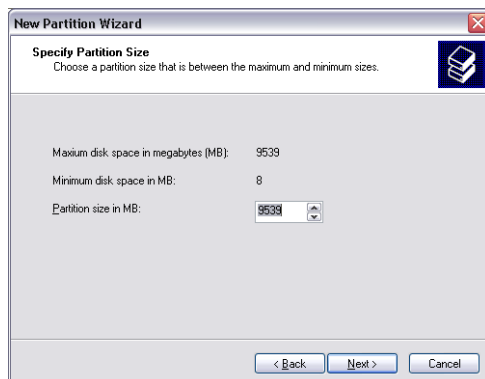 New Partition Wizard
Specify Partition Size
Choose a partition size that is between the maximum and minimum sizes.
Maxium disk space in megabytes (MB): 9539
Minimum disk space in MB: 8
Partition size in MB: 9539
< Back Next > Cancel